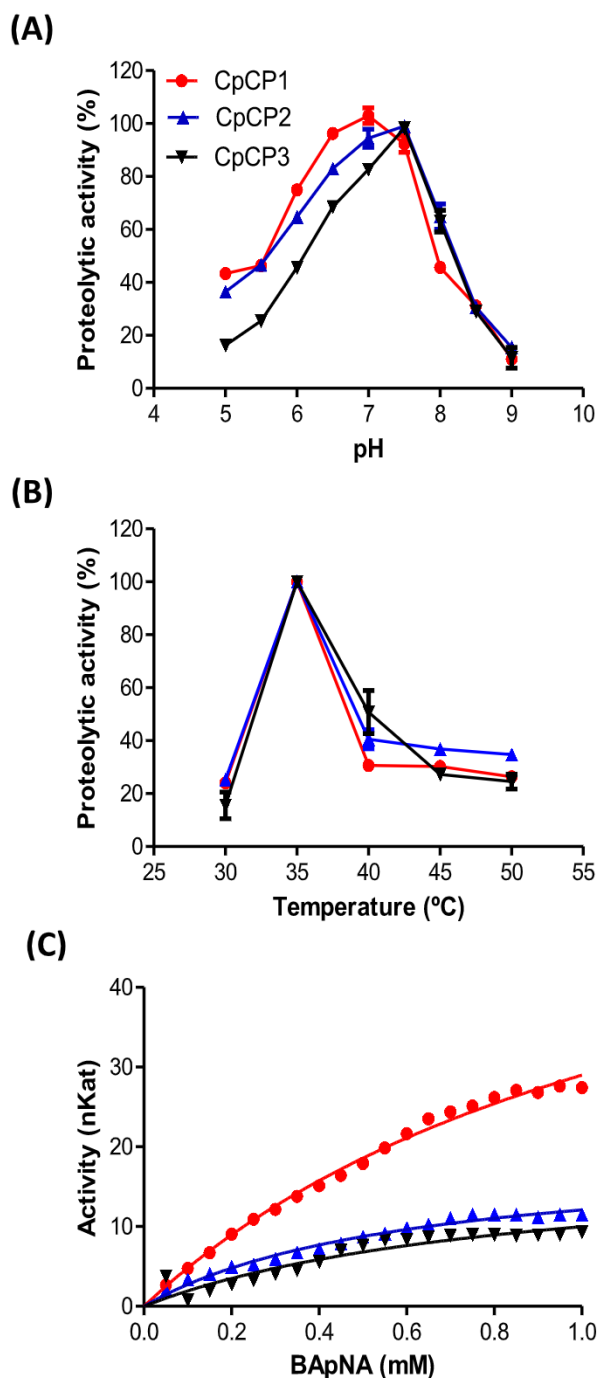 (A)
Proteolytic activity (%)
120
100
80
60
40
20
0
CpCP1
CpCP2
CpCP3
4 5 6 7 8 9 10
pH
(B)
Proteolytic activity (%)
120
100
80
60
40
20
0
25 30 35 40 45 50 55
Temperature (ºC)
(C)
Activity (nKat)
40
30
20
10
0
0.0 0.2 0.4 0.6 0.8 1.0
BApNA (mM)